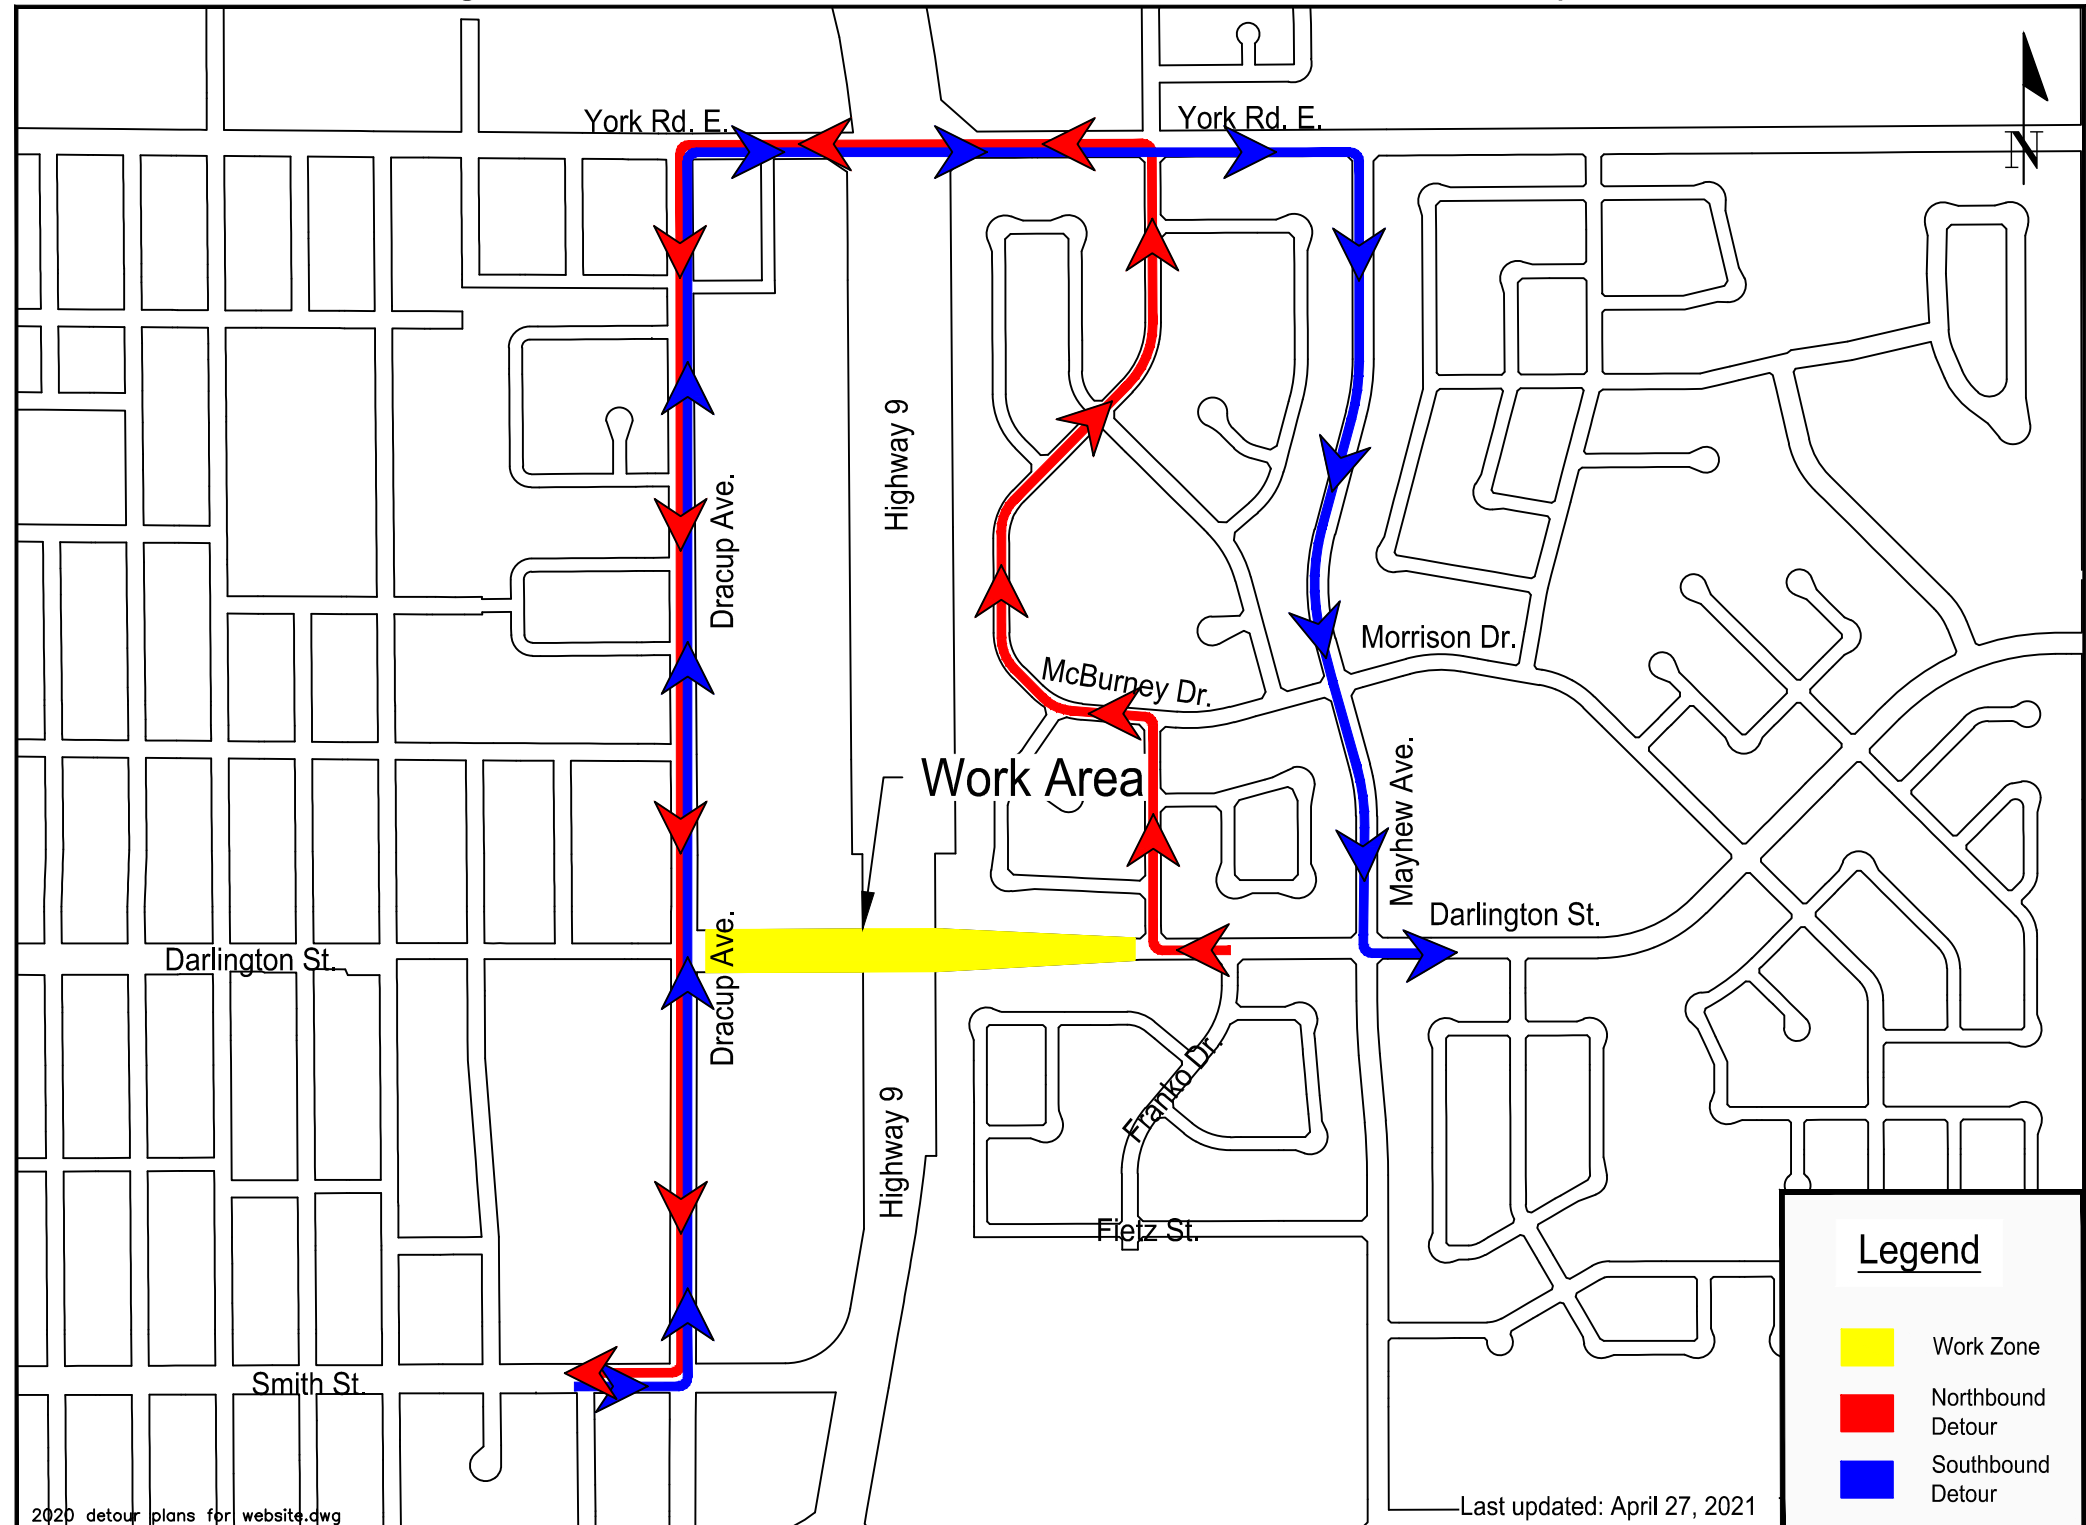 York Rd. E.
York Rd. E.
N
Highway 9
Dracup Ave.
Morrison Dr.
McBurney Dr.
Work Area
Mayhew Ave.
Darlington St.
Darlington St.
Dracup Ave.
Franko Dr.
Highway 9
Fietz St.
Smith St.
Legend
Work Zone
Northbound
Detour
Southbound
Detour
Last updated: April 27, 2021
2020 detour plans for website.dwg